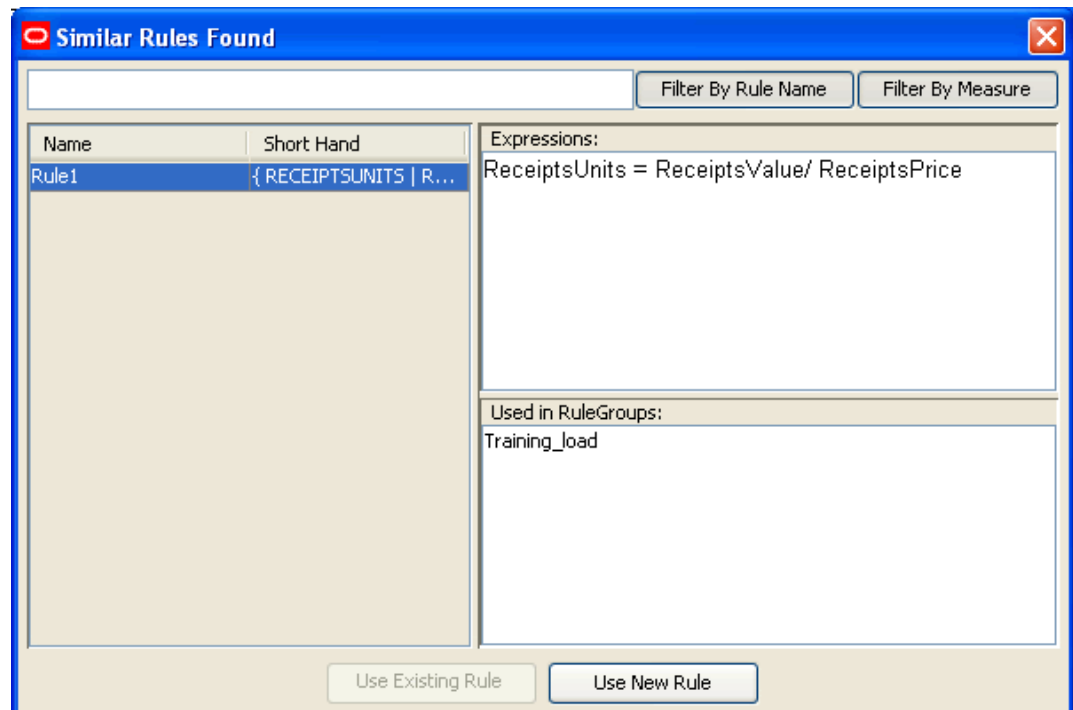 Similar Rules Found
Filter By Rule Name Filter By Measure
Name Short Hand
Rule1 { RECEIPTSUNITS | R...
Expressions:
ReceiptsUnits = ReceiptsValue/ ReceiptsPrice
Used in RuleGroups:
Training_load
Use Existing Rule Use New Rule